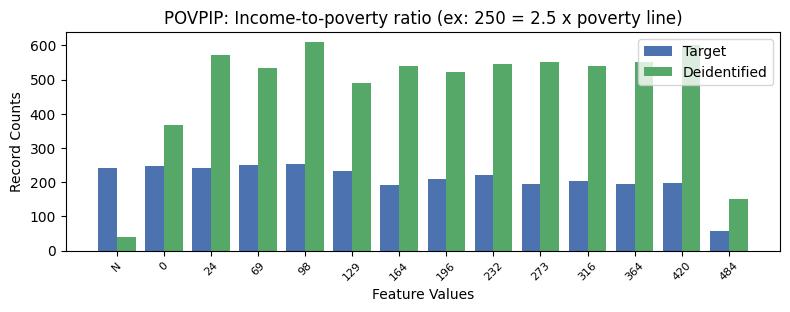 POVPIP: Income-to-poverty ratio (ex: 250 = 2.5 x poverty line)
600
500
400
300
200
100
0
Record Counts
Target
Deidentified
N 0 24 69 98 129 164 196 232 273 316 364 420 484
Feature Values